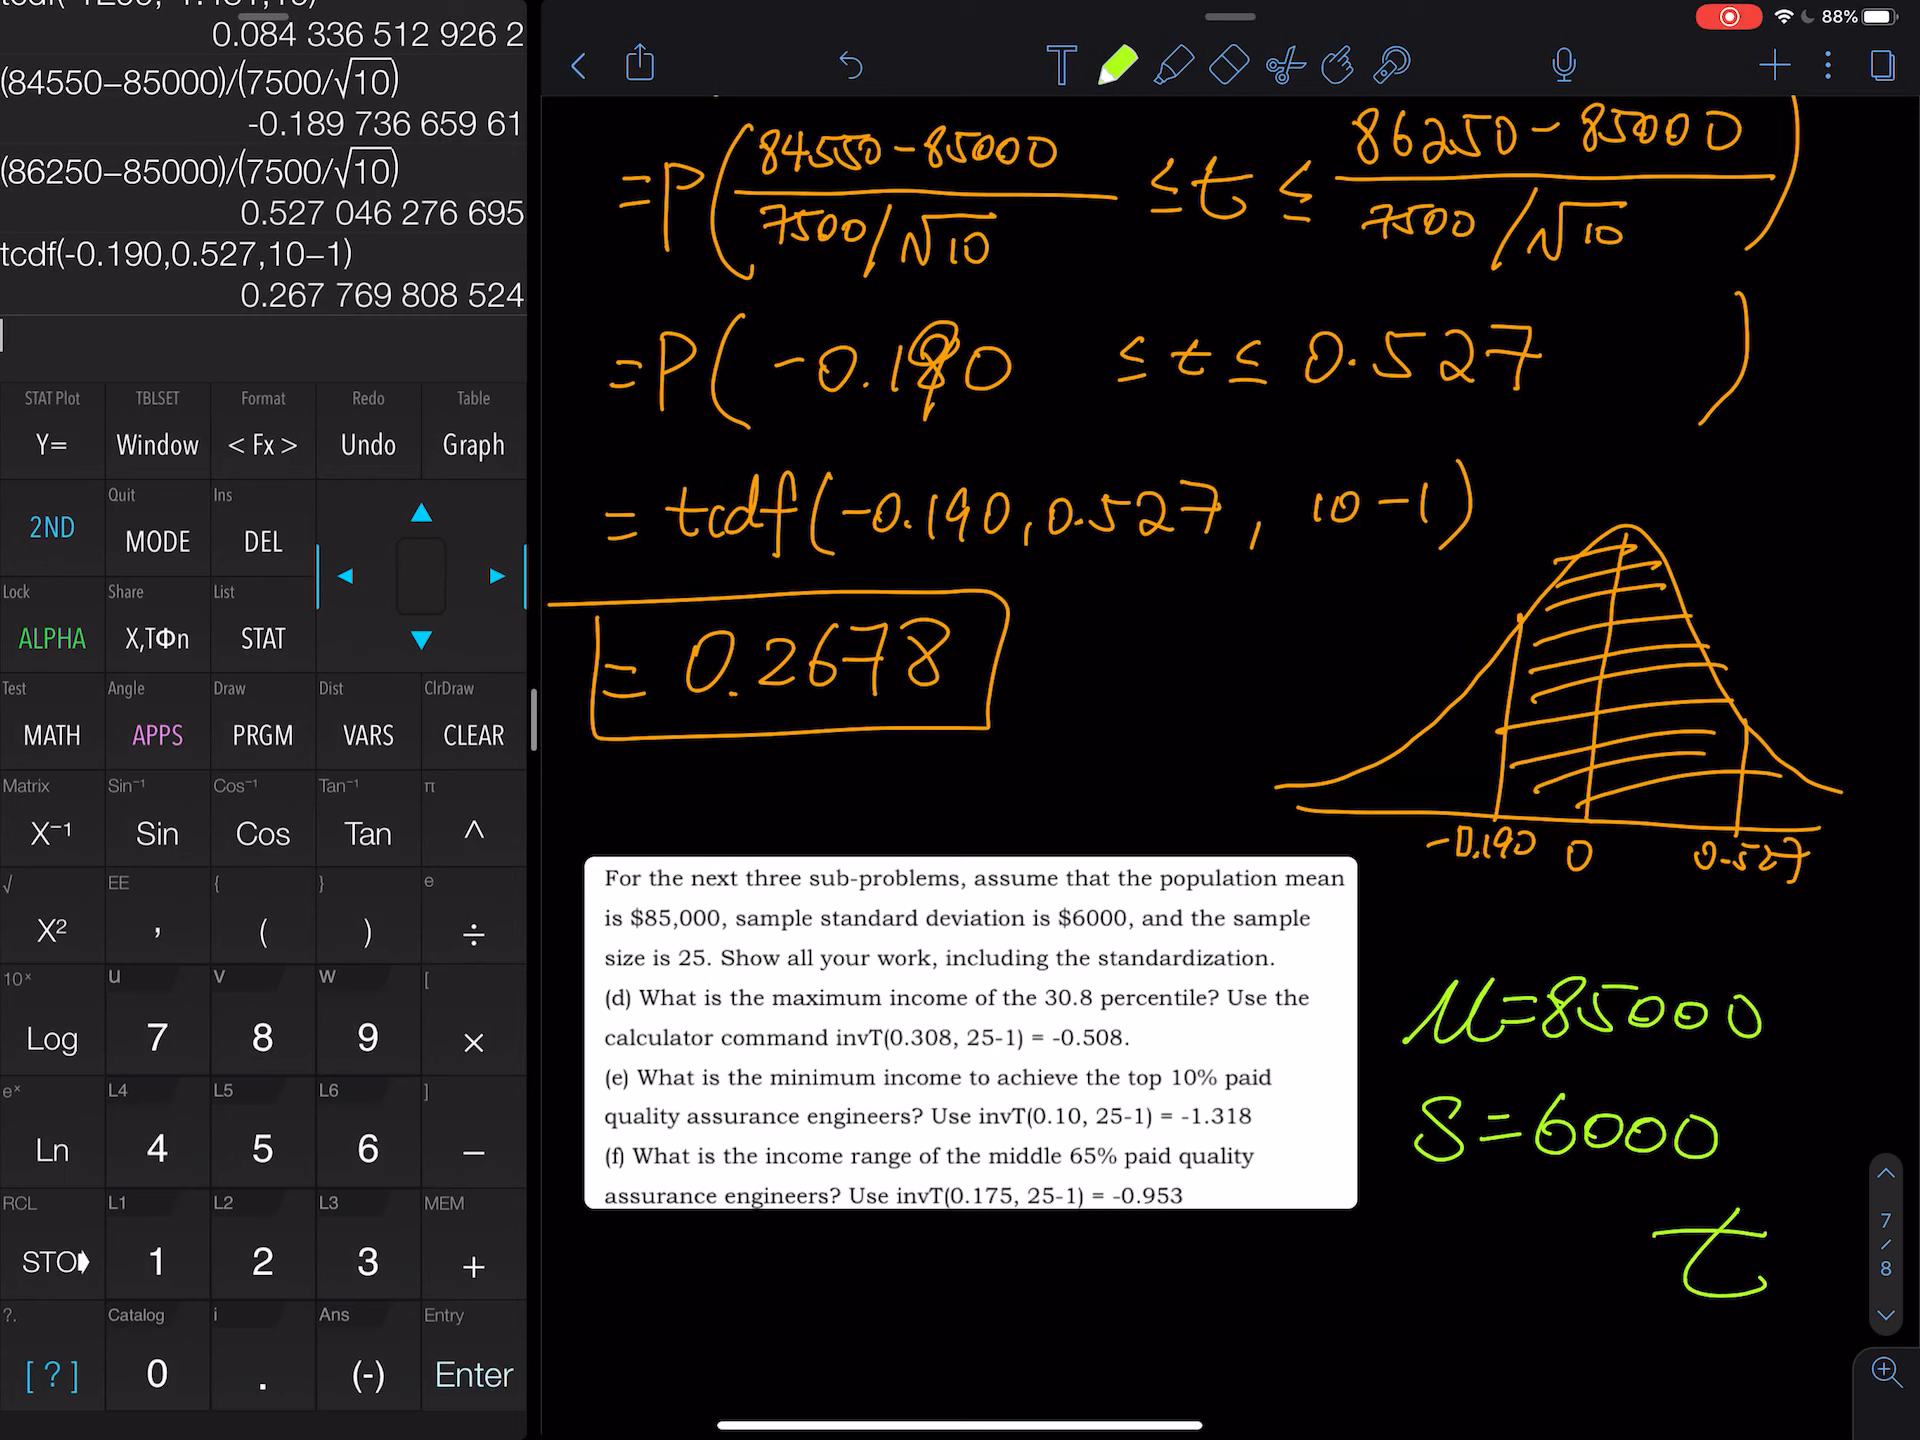 0.084 336 512 926 2
(84550–85000)/(7500/√10)
-0.189 736 659 61
(86250–85000)/(7500/√10)
0.527 046 276 695
tcdf(-0.190,0.527,10–1)
0.267 769 808 524
STAT Plot TBLSET Format Redo Table
Y= Window < Fx > Undo Graph
Quit Ins
2ND MODE DEL
Lock Share List
ALPHA X,TΦn STAT
Test Angle Draw Dist ClrDraw
MATH APPS PRGM VARS CLEAR
Matrix Sin⁻¹ Cos⁻¹ Tan⁻¹ π
X⁻¹ Sin Cos Tan ^
√ EE { } e
X² , ( ) ÷
10ˣ u v w [
Log 7 8 9 ×
eˣ L4 L5 L6 ]
Ln 4 5 6 –
RCL L1 L2 L3 MEM
STO 1 2 3 +
?. Catalog i Ans Entry
[ ? ] 0 . (-) Enter
88%
T
=P( (84550-85000)/(7500/√10) ≤ t ≤ (86250-85000)/(7500/√10) )
=P( -0.190 ≤ t ≤ 0.527 )
= tcdf(-0.190, 0.527, 10-1)
= 0.2678
-0.190 0 0.527
For the next three sub-problems, assume that the population mean
is $85,000, sample standard deviation is $6000, and the sample
size is 25. Show all your work, including the standardization.
(d) What is the maximum income of the 30.8 percentile? Use the
calculator command invT(0.308, 25-1) = -0.508.
(e) What is the minimum income to achieve the top 10% paid
quality assurance engineers? Use invT(0.10, 25-1) = -1.318
(f) What is the income range of the middle 65% paid quality
assurance engineers? Use invT(0.175, 25-1) = -0.953
μ=85000
S=6000
t
7
/
8